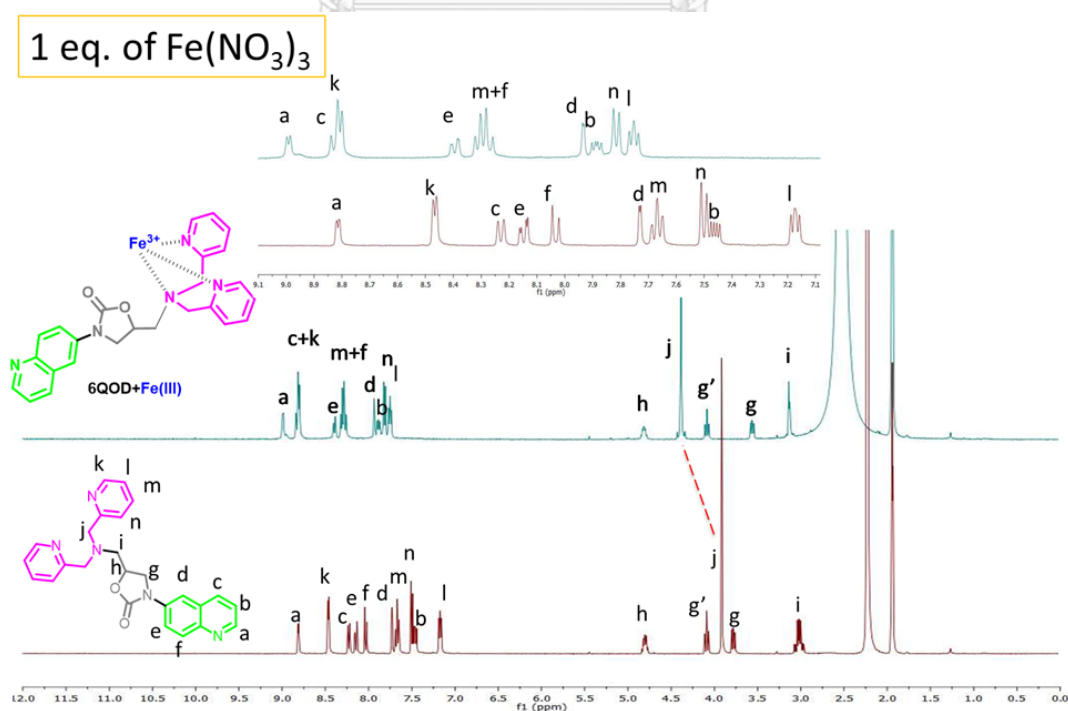 1 eq. of Fe(NO₃)₃
a c k e m+f d b n l
a k c e f d m n b l
9.0 8.9 8.8 8.7 8.6 8.5 8.4 8.3 8.2 8.1 8.0 7.9 7.8 7.7 7.6 7.5 7.4 7.3 7.2 7.1
f1 (ppm)
Fe³⁺
N
N
N
O
O
N
N
6QOD+Fe(III)
a c+k e m+f d b n l h j g' g i
k
l
m
n
N
j
N
N
i
h
g
d
c
b
a
O
O
N
e
f
N
a k c e f d m n b l h g' j g i
12.0 11.5 11.0 10.5 10.0 9.5 9.0 8.5 8.0 7.5 7.0 6.5 6.0 5.5 5.0 4.5 4.0 3.5 3.0 2.5 2.0 1.5 1.0 0.5 0.0
f1 (ppm)